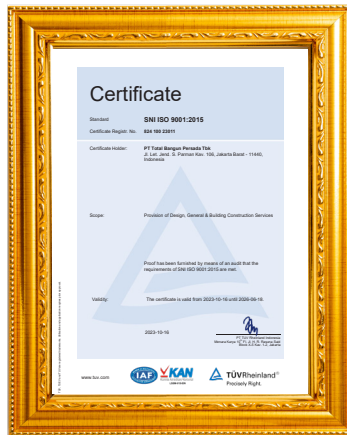 Certificate
Standard: SNI ISO 9001:2015
Certificate Registr. No. 824 100 23011
Certificate Holder: PT Total Bangun Persada Tbk
Jl. Let. Jend. S. Parman Kav. 106, Jakarta Barat - 11440,
Indonesia
Scope: Provision of Design, General & Building Construction Services
Proof has been furnished by means of an audit that the
requirements of SNI ISO 9001:2015 are met.
Validity: The certificate is valid from 2023-10-16 until 2026-06-18.
2023-10-16
PT TÜV Rheinland Indonesia
www.tuv.com
IAF
KAN
TÜVRheinland®
Precisely Right.